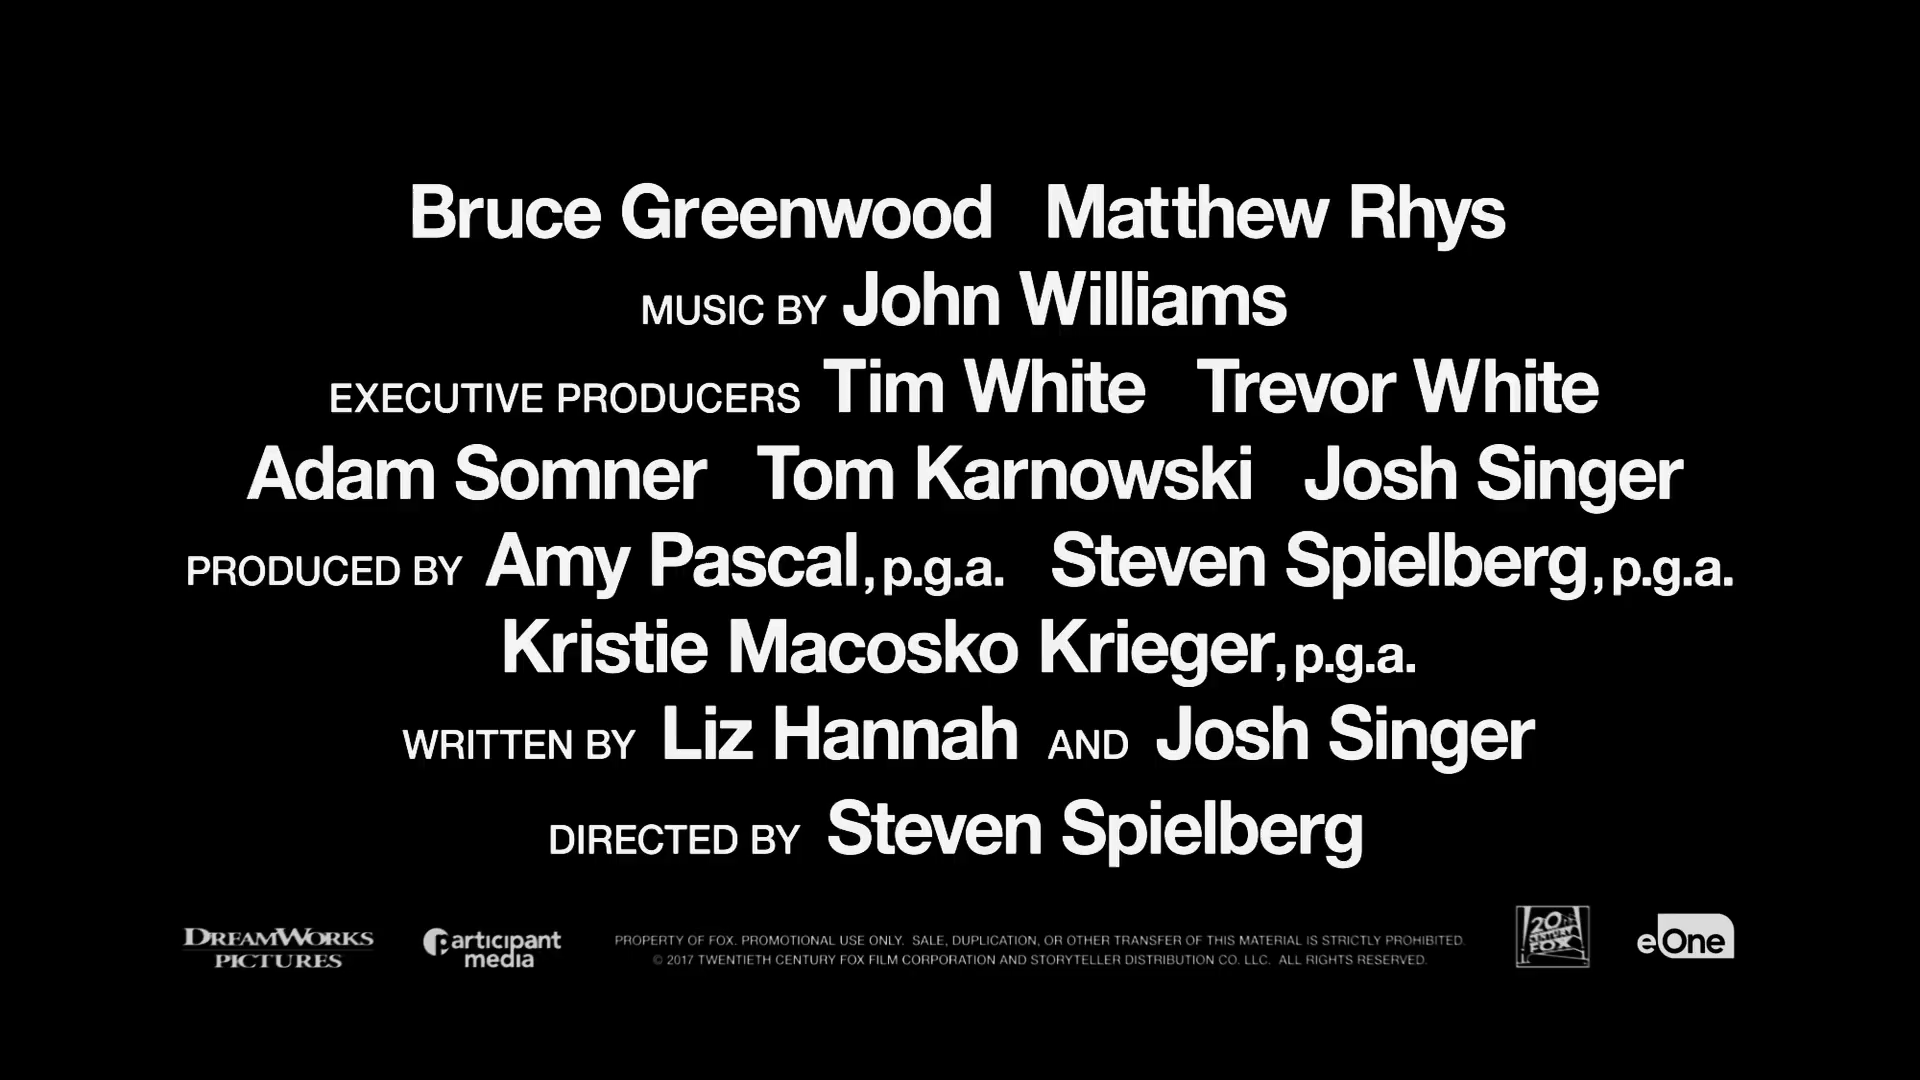 Bruce Greenwood Matthew Rhys
MUSIC BY John Williams
EXECUTIVE PRODUCERS Tim White Trevor White
Adam Somner Tom Karnowski Josh Singer
PRODUCED BY Amy Pascal, p.g.a. Steven Spielberg, p.g.a.
Kristie Macosko Krieger, p.g.a.
WRITTEN BY Liz Hannah AND Josh Singer
DIRECTED BY Steven Spielberg
DREAMWORKS
PICTURES
participant
media
PROPERTY OF FOX. PROMOTIONAL USE ONLY. SALE, DUPLICATION, OR OTHER TRANSFER OF THIS MATERIAL IS STRICTLY PROHIBITED.
© 2017 TWENTIETH CENTURY FOX FILM CORPORATION AND STORYTELLER DISTRIBUTION CO. LLC. ALL RIGHTS RESERVED.
20TH
CENTURY
FOX
eOne